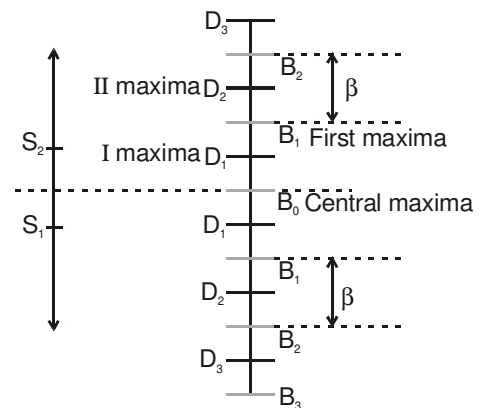 D₃
B₂
II maxima D₂
β
B₁ First maxima
S₂
I maxima D₁
B₀ Central maxima
S₁
D₁
B₁
D₂
β
B₂
D₃
B₃